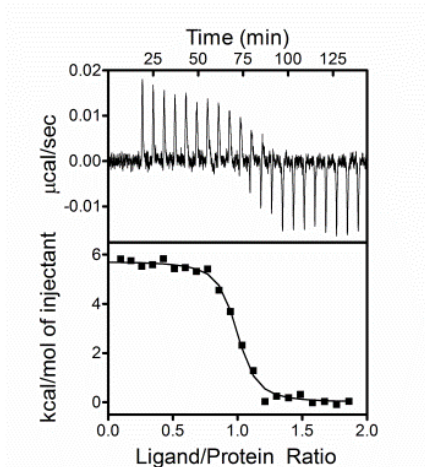 Time (min)
25 50 75 100 125
0.02
0.01
0.00
-0.01
µcal/sec
6
4
2
0
kcal/mol of injectant
0.0 0.5 1.0 1.5 2.0
Ligand/Protein Ratio